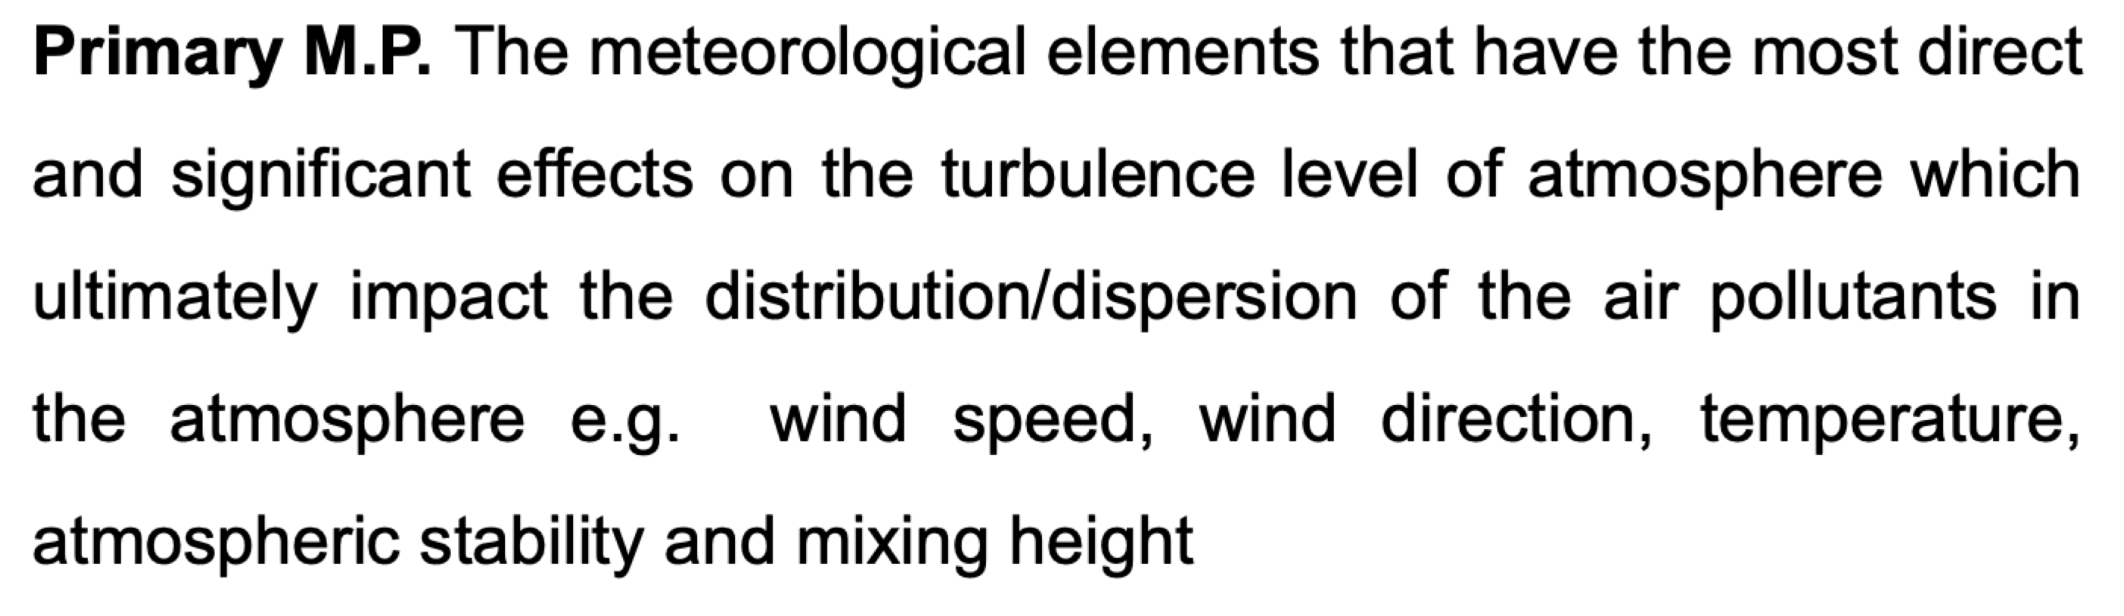 Primary M.P. The meteorological elements that have the most direct
and significant effects on the turbulence level of atmosphere which
ultimately impact the distribution/dispersion of the air pollutants in
the atmosphere e.g. wind speed, wind direction, temperature,
atmospheric stability and mixing height